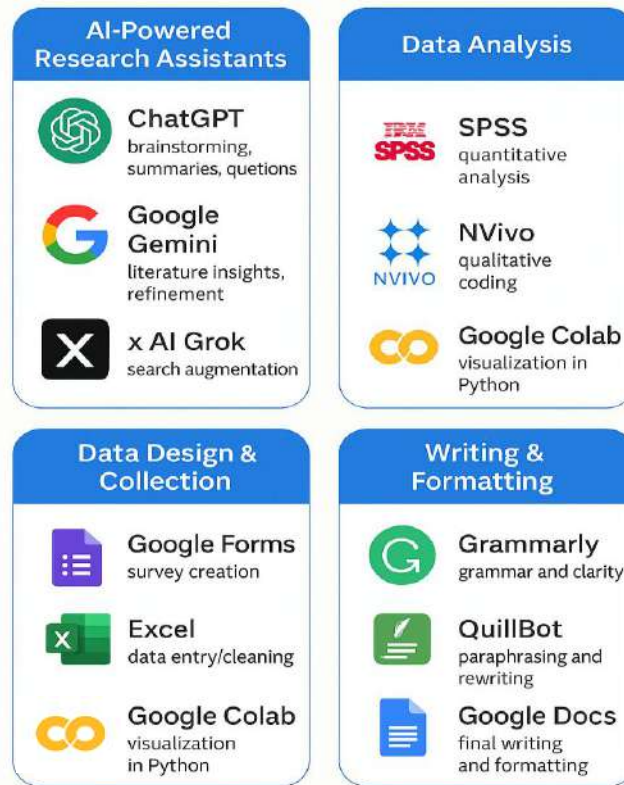 AI-Powered
Research Assistants
ChatGPT
brainstorming,
summaries, quetions
Google
Gemini
literature insights,
refinement
X
x AI Grok
search augmentation
Data Analysis
IBM
SPSS
SPSS
quantitative
analysis
NVIVO
NVivo
qualitative
coding
Google Colab
visualization in
Python
Data Design &
Collection
Google Forms
survey creation
X
Excel
data entry/cleaning
Google Colab
visualization
in Python
Writing &
Formatting
Grammarly
grammar and clarity
QuillBot
paraphrasing and
rewriting
Google Docs
final writing
and formatting